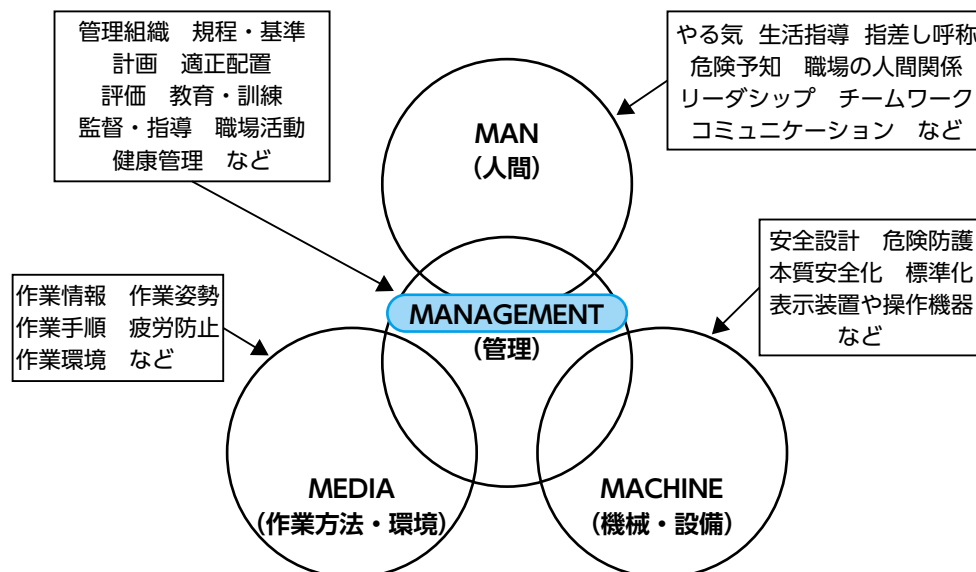 管理組織　規程・基準
計画　適正配置
評価　教育・訓練
監督・指導　職場活動
健康管理　など
やる気　生活指導　指差し呼称
危険予知　職場の人間関係
リーダシップ　チームワーク
コミュニケーション　など
MAN
（人間）
安全設計　危険防護
本質安全化　標準化
表示装置や操作機器
など
作業情報　作業姿勢
作業手順　疲労防止
作業環境　など
MANAGEMENT
（管理）
MEDIA
（作業方法・環境）
MACHINE
（機械・設備）